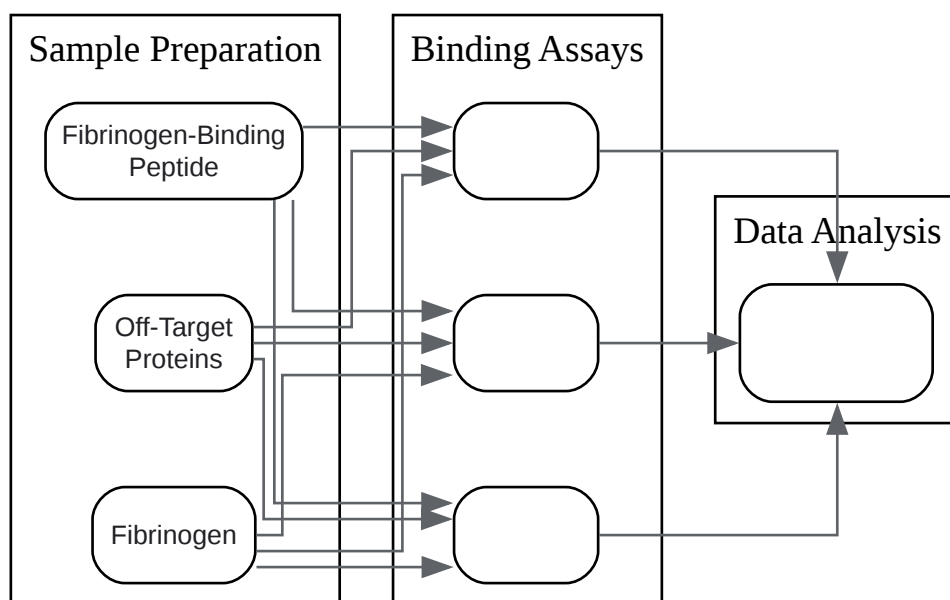 Sample Preparation
Binding Assays
Fibrinogen-Binding
Peptide
Data Analysis
Off-Target
Proteins
Fibrinogen